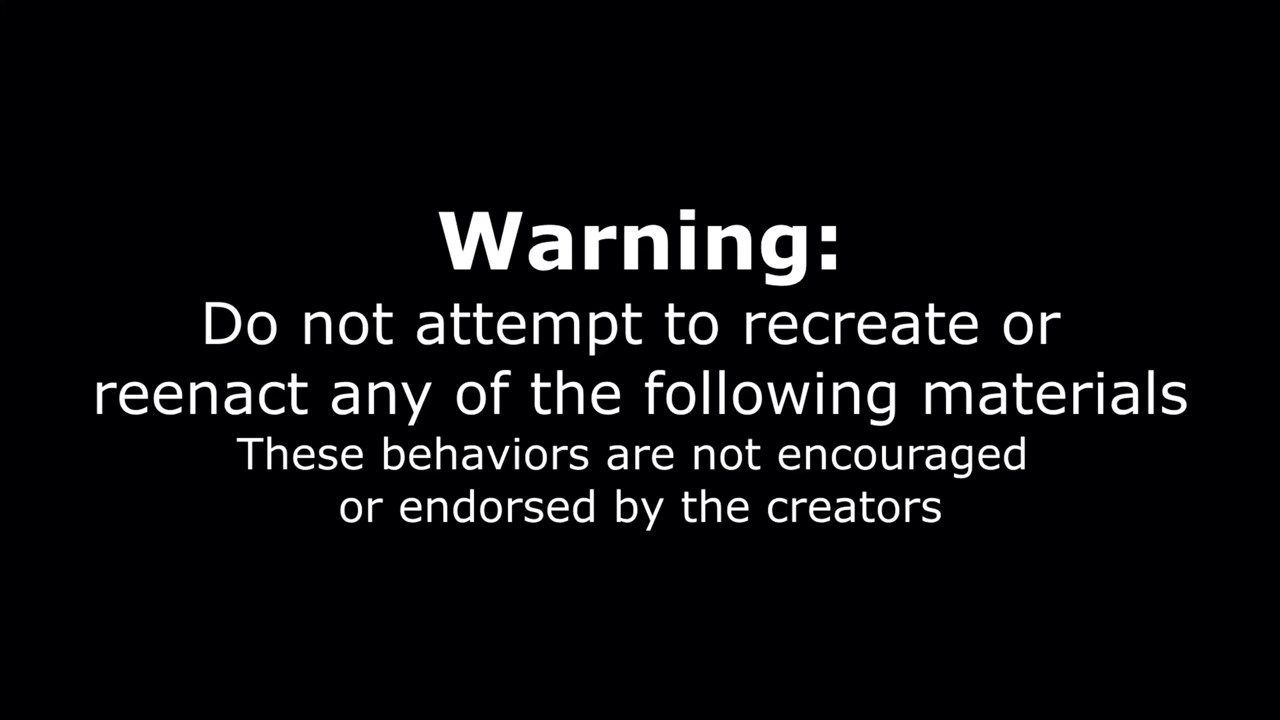 Warning:
Do not attempt to recreate or
reenact any of the following materials
These behaviors are not encouraged
or endorsed by the creators